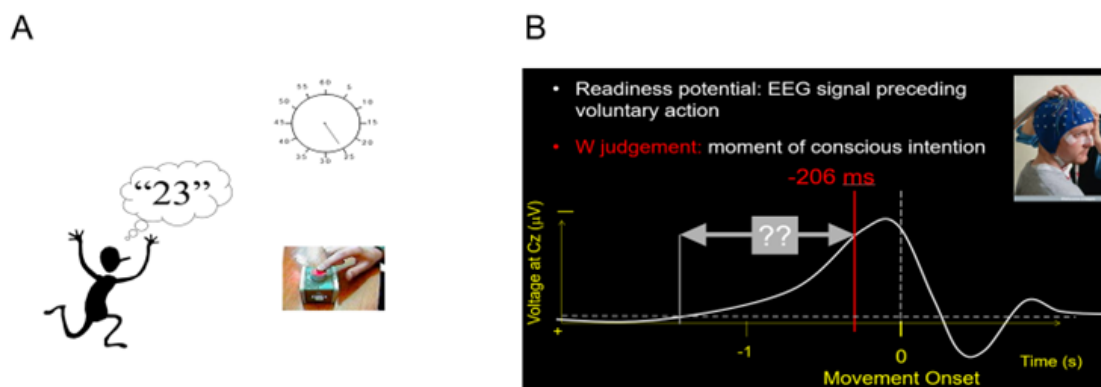 A
60
5
10
15
20
25
30
35
40
45
50
55
“23”
B
• Readiness potential: EEG signal preceding
voluntary action
• W judgement: moment of conscious intention
-206 ms
??
Voltage at Cz (µV)
–
+
-1
0
Time (s)
Movement Onset